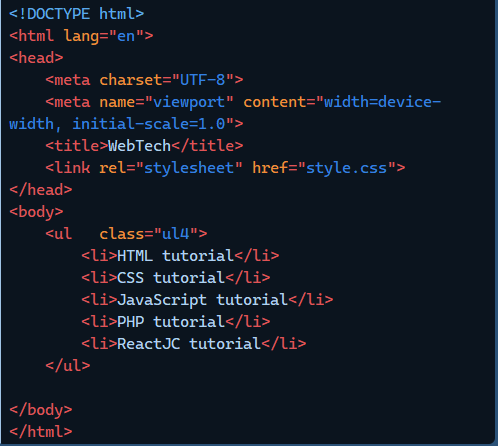 <!DOCTYPE html>
<html lang="en">
<head>
    <meta charset="UTF-8">
    <meta name="viewport" content="width=device-
width, initial-scale=1.0">
    <title>WebTech</title>
    <link rel="stylesheet" href="style.css">
</head>
<body>
    <ul   class="ul4">
        <li>HTML tutorial</li>
        <li>CSS tutorial</li>
        <li>JavaScript tutorial</li>
        <li>PHP tutorial</li>
        <li>ReactJC tutorial</li>
    </ul>

</body>
</html>